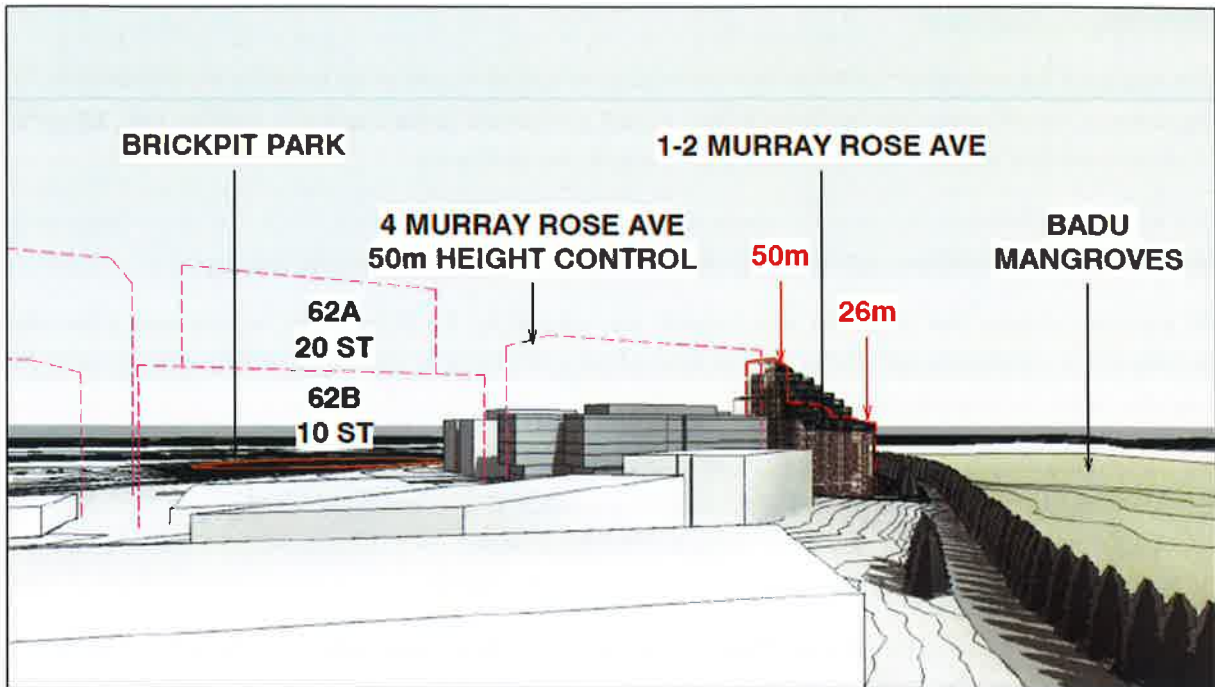 BRICKPIT PARK
1-2 MURRAY ROSE AVE
4 MURRAY ROSE AVE
50m HEIGHT CONTROL
50m
BADU
MANGROVES
26m
62A
20 ST
62B
10 ST